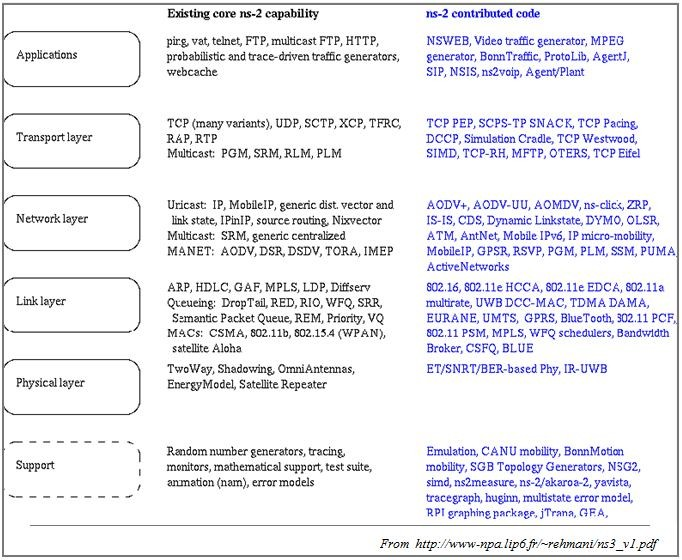 Existing core ns-2 capability
ns-2 contributed code
Applications
ping, vat, telnet, FTP, multicast FTP, HTTP,
probabilistic and trace-driven traffic generators,
webcache
NSWEB, Video traffic generator, MPEG
generator, BonnTraffic, ProtoLib, AgentJ,
SIP, NSIS, ns2voip, Agent/Plant
Transport layer
TCP (many variants), UDP, SCTP, XCP, TFRC,
RAP, RTP
Multicast: PGM, SRM, RLM, PLM
TCP PEP, SCPS-TP SNACK, TCP Pacing,
DCCP, Simulation Cradle, TCP Westwood,
SIMD, TCP-RH, MFTP, OTERS, TCP Eifel
Network layer
Unicast: IP, MobileIP, generic dist. vector and
link state, IPinIP, source routing, Nixvector
Multicast: SRM, generic centralized
MANET: AODV, DSR, DSDV, TORA, IMEP
AODV+, AODV-UU, AOMDV, ns-click, ZRP,
IS-IS, CDS, Dynamic Linkstate, DYMO, OLSR,
ATM, AntNet, Mobile IPv6, IP micro-mobility,
MobileIP, GPSR, RSVP, PGM, PLM, SSM, PUMA,
ActiveNetworks
Link layer
ARP, HDLC, GAF, MPLS, LDP, Diffserv
Queueing: DropTail, RED, RIO, WFQ, SRR,
Semantic Packet Queue, REM, Priority, VQ
MACs: CSMA, 802.11b, 802.15.4 (WPAN),
satellite Aloha
802.16, 802.11e HCCA, 802.11e EDCA, 802.11a
multirate, UWB DCC-MAC, TDMA DAMA,
EURANE, UMTS, GPRS, BlueTooth, 802.11 PCF,
802.11 PSM, MPLS, WFQ schedulers, Bandwidth
Broker, CSFQ, BLUE
Physical layer
TwoWay, Shadowing, OmniAntennas,
EnergyModel, Satellite Repeater
ET/SNRT/BER-based Phy, IR-UWB
Support
Random number generators, tracing,
monitors, mathematical support, test suite,
animation (nam), error models
Emulation, CANU mobility, BonnMotion
mobility, SGB Topology Generators, NSG2,
simd, ns2measure, ns-2/akaroa-2, yavista,
tracegraph, huginn, multistate error model,
RPI graphing package, jTrana, GEA,
From http://www-npa.lip6.fr/~rehmani/ns3_v1.pdf